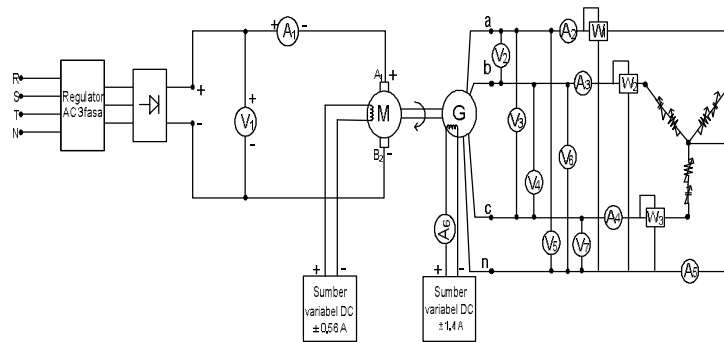 R
S
T
N
Regulator
AC 3fasa
+
-
+
V1
-
+ A1 -
A1 +
M
B2 -
G
+ -
Sumber
variabel DC
±0,56 A
A6
+ -
Sumber
variabel DC
±1,4 A
a
b
c
n
V2
V3
V4
V5
V6
V7
A2
W1
A3
W2
A4
W3
A5